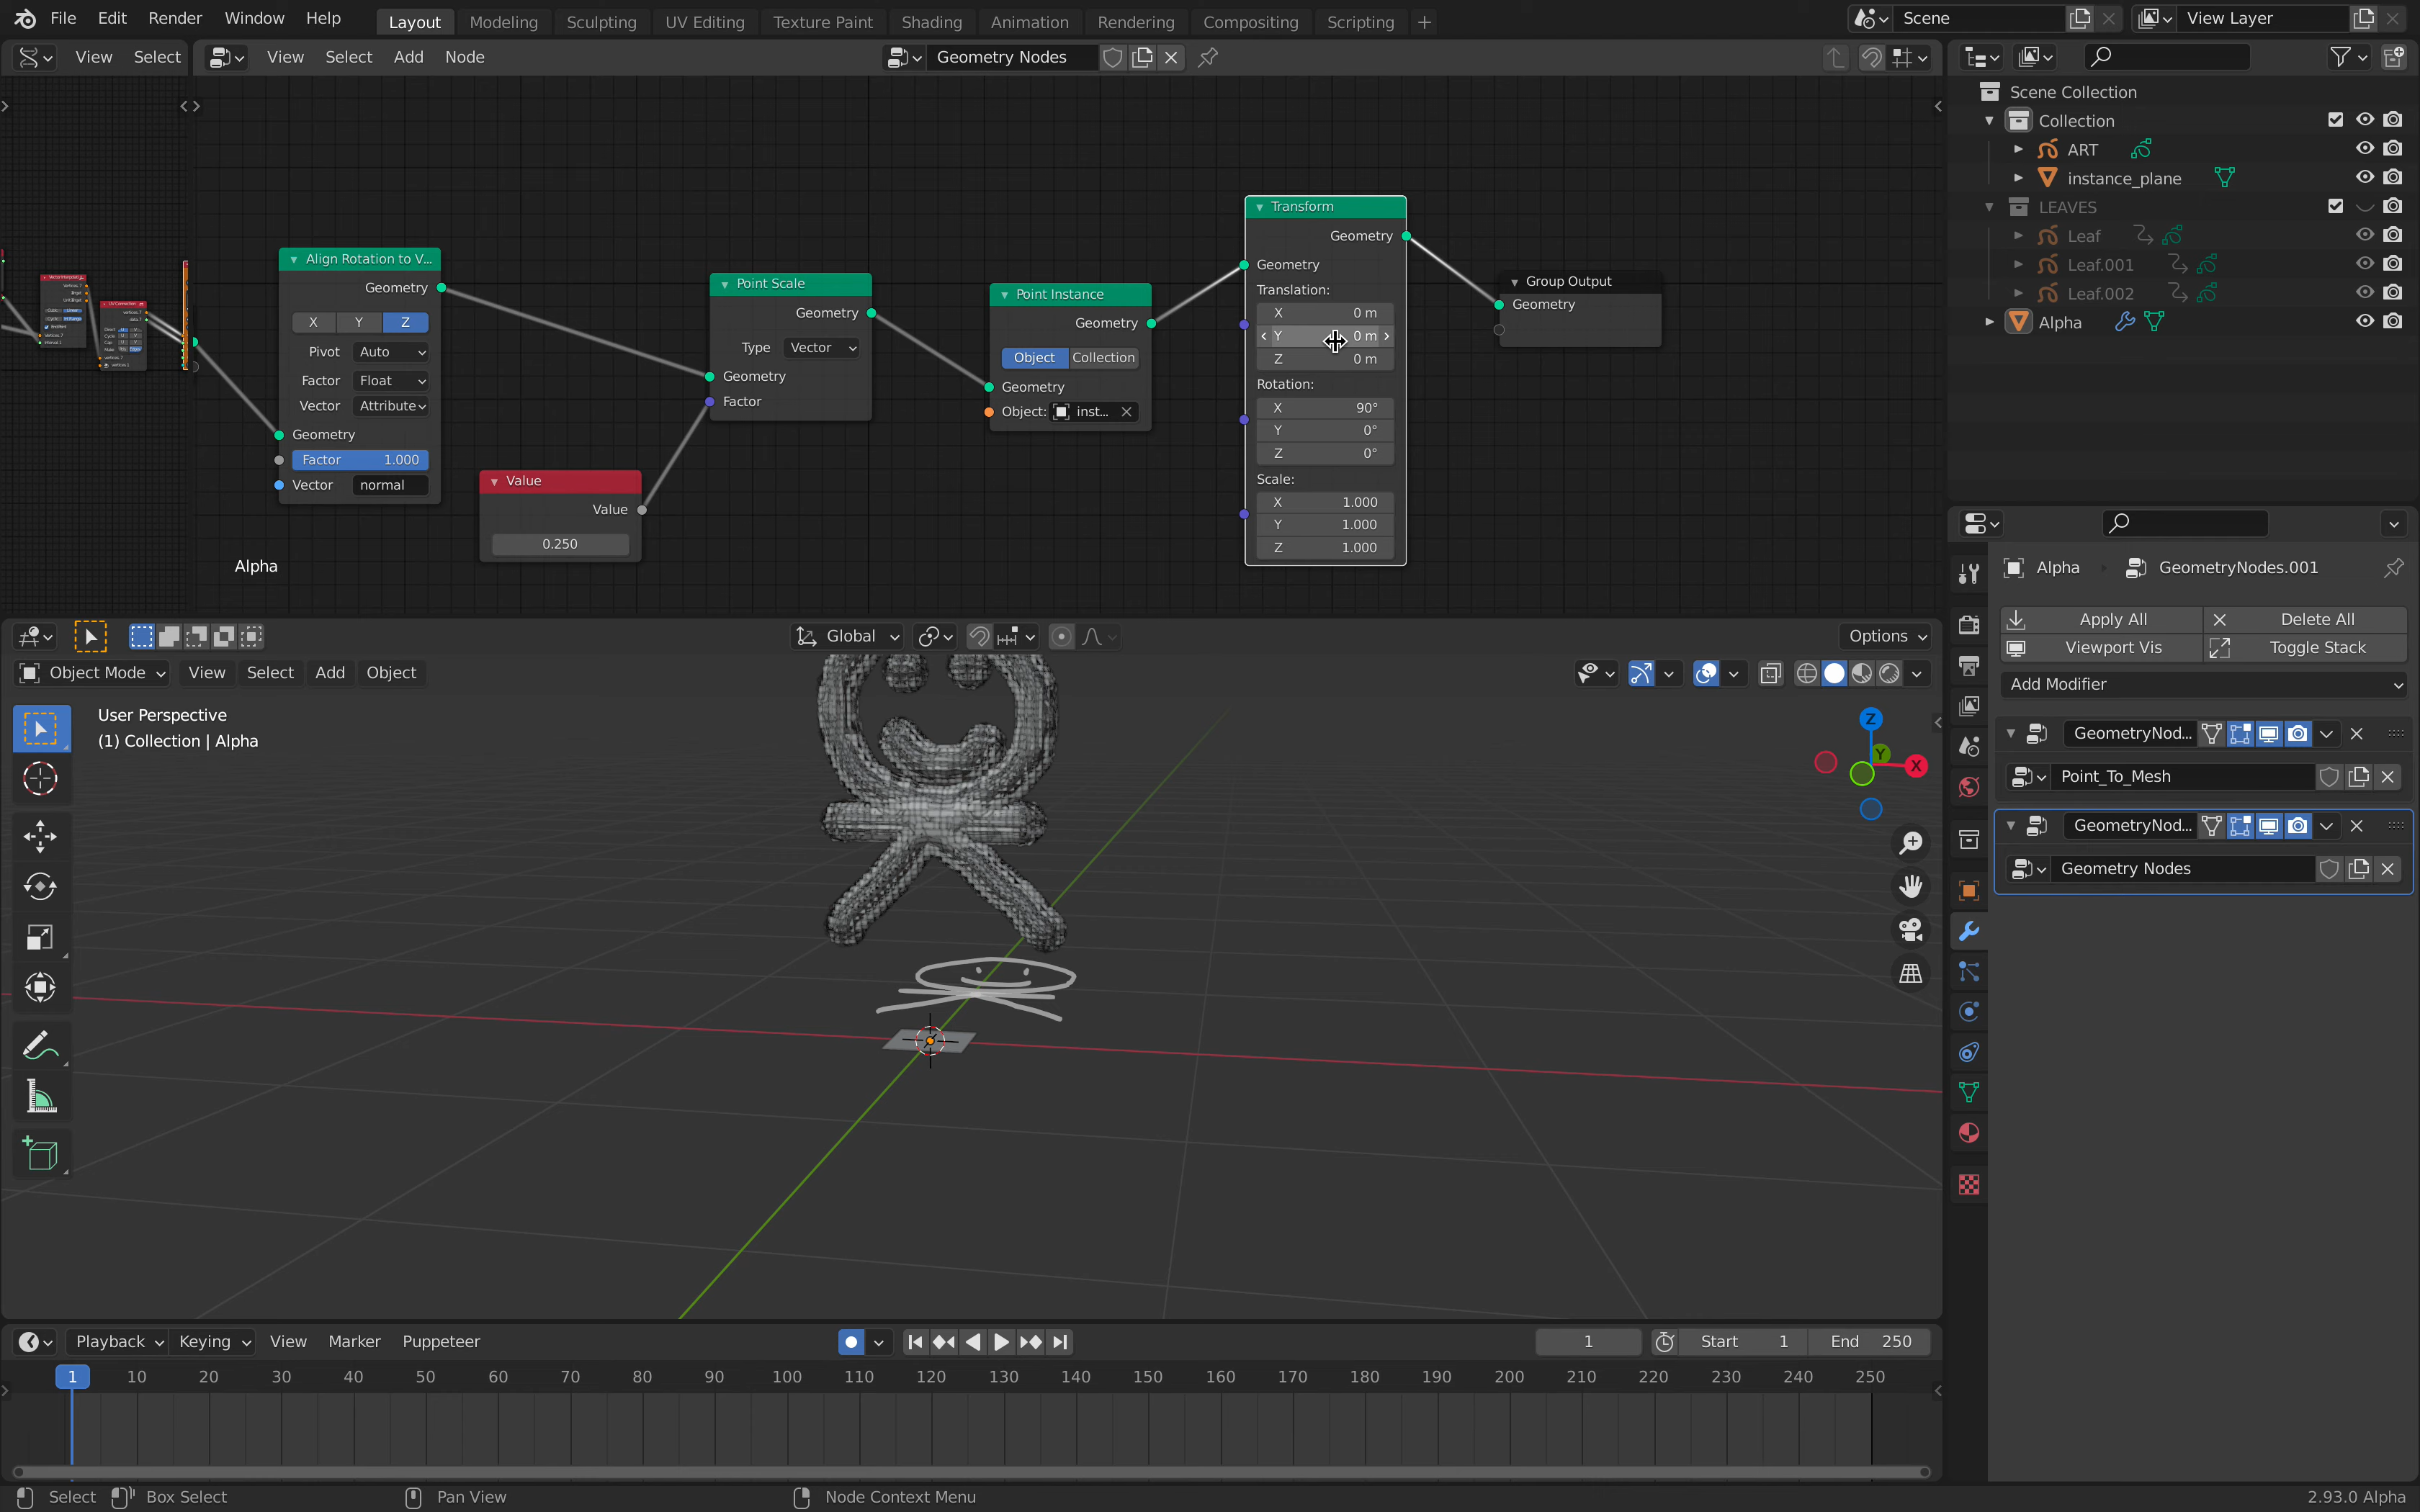 File Edit Render Window Help Layout Modeling Sculpting UV Editing Texture Paint Shading Animation Rendering Compositing Scripting + Scene View Layer
View Select View Select Add Node Geometry Nodes
Scene Collection
Collection
ART
instance_plane
LEAVES
Leaf
Leaf.001
Leaf.002
Alpha
Align Rotation to V...
Geometry
X Y Z
Pivot Auto
Factor Float
Vector Attribute
Geometry
Factor 1.000
Vector normal
Value
Value
0.250
Point Scale
Geometry
Type Vector
Geometry
Factor
Point Instance
Geometry
Object Collection
Geometry
Object: inst...
Transform
Geometry
Geometry
Translation:
X 0 m
Y 0 m
Z 0 m
Rotation:
X 90°
Y 0°
Z 0°
Scale:
X 1.000
Y 1.000
Z 1.000
Group Output
Geometry
Alpha
Alpha GeometryNodes.001
Apply All Delete All
Viewport Vis Toggle Stack
Add Modifier
GeometryNod...
Point_To_Mesh
GeometryNod...
Geometry Nodes
Global Options
Object Mode View Select Add Object
User Perspective
(1) Collection | Alpha
Z
Y
X
Playback Keying View Marker Puppeteer 1 Start 1 End 250
1 10 20 30 40 50 60 70 80 90 100 110 120 130 140 150 160 170 180 190 200 210 220 230 240 250
Select Box Select Pan View Node Context Menu 2.93.0 Alpha